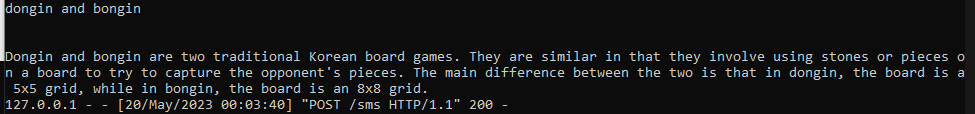 dongin and bongin
Dongin and bongin are two traditional Korean board games. They are similar in that they involve using stones or pieces o
n a board to try to capture the opponent's pieces. The main difference between the two is that in dongin, the board is a
 5x5 grid, while in bongin, the board is an 8x8 grid.
127.0.0.1 - - [20/May/2023 00:03:40] "POST /sms HTTP/1.1" 200 -